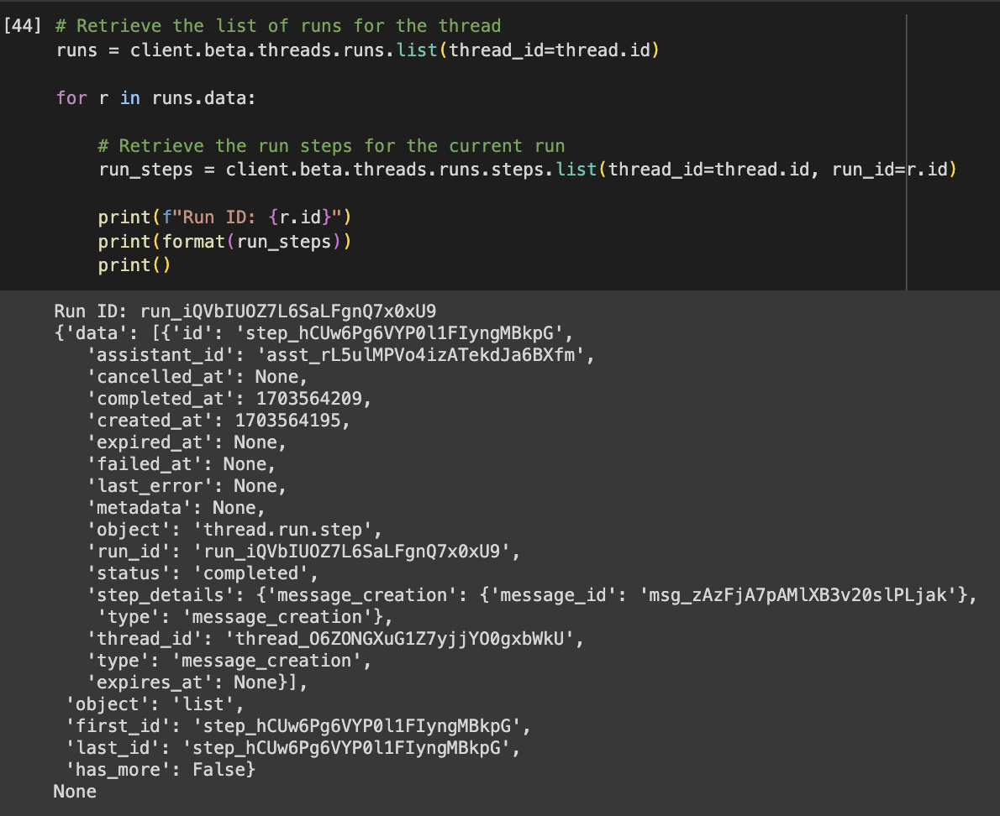 [44] # Retrieve the list of runs for the thread
runs = client.beta.threads.runs.list(thread_id=thread.id)
for r in runs.data:
# Retrieve the run steps for the current run
run_steps = client.beta.threads.runs.steps.list(thread_id=thread.id, run_id=r.id)
print(f"Run ID: {r.id}")
print(format(run_steps))
print()
Run ID: run_iQVbIUOZ7L6SaLFgnQ7x0xU9
{'data': [{'id': 'step_hCUw6Pg6VYP0l1FIyngMBkpG',
'assistant_id': 'asst_rL5ulMPVo4izATekdJa6BXfm',
'cancelled_at': None,
'completed_at': 1703564209,
'created_at': 1703564195,
'expired_at': None,
'failed_at': None,
'last_error': None,
'metadata': None,
'object': 'thread.run.step',
'run_id': 'run_iQVbIUOZ7L6SaLFgnQ7x0xU9',
'status': 'completed',
'step_details': {'message_creation': {'message_id': 'msg_zAzFjA7pAMlXB3v20slPLjak'},
'type': 'message_creation'},
'thread_id': 'thread_O6ZONGXuG1Z7yjjYO0gxbWkU',
'type': 'message_creation',
'expires_at': None}],
'object': 'list',
'first_id': 'step_hCUw6Pg6VYP0l1FIyngMBkpG',
'last_id': 'step_hCUw6Pg6VYP0l1FIyngMBkpG',
'has_more': False}
None